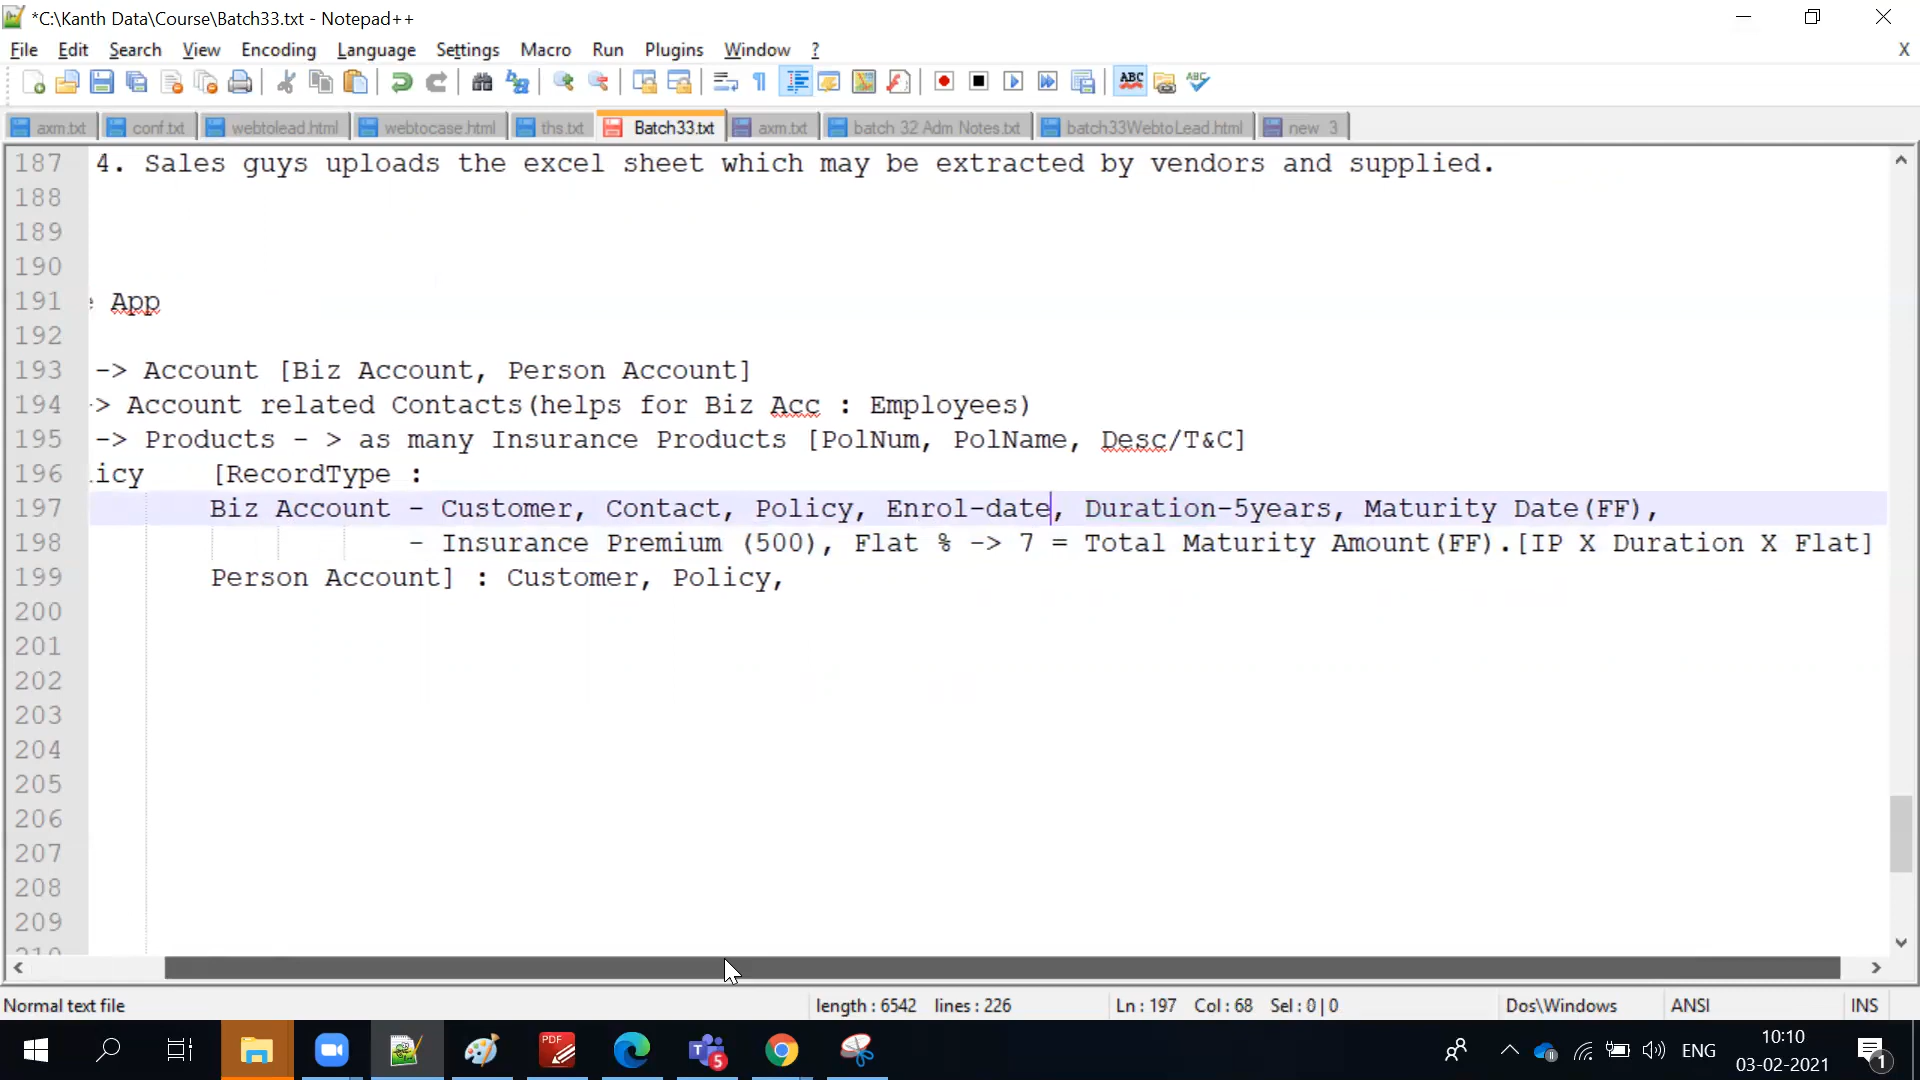 *C:\Kanth Data\Course\Batch33.txt - Notepad++
File Edit Search View Encoding Language Settings Macro Run Plugins Window ? X
axm.txt conf.txt webtolead.html webtocase.html ths.txt Batch33.txt axm.txt batch 32 Adm Notes.txt batch33WebtoLead.html new 3
187 4. Sales guys uploads the excel sheet which may be extracted by vendors and supplied.
188
189
190
191 App
192
193 -> Account [Biz Account, Person Account]
194 -> Account related Contacts(helps for Biz Acc : Employees)
195 -> Products - > as many Insurance Products [PolNum, PolName, Desc/T&C]
196 licy [RecordType :
197 Biz Account - Customer, Contact, Policy, Enrol-date, Duration-5years, Maturity Date(FF),
198 - Insurance Premium (500), Flat % -> 7 = Total Maturity Amount(FF).[IP X Duration X Flat]
199 Person Account] : Customer, Policy,
200
201
202
203
204
205
206
207
208
209
Normal text file length : 6542 lines : 226 Ln : 197 Col : 68 Sel : 0 | 0 Dos\Windows ANSI INS
PDF 5 ENG 10:10 1
03-02-2021